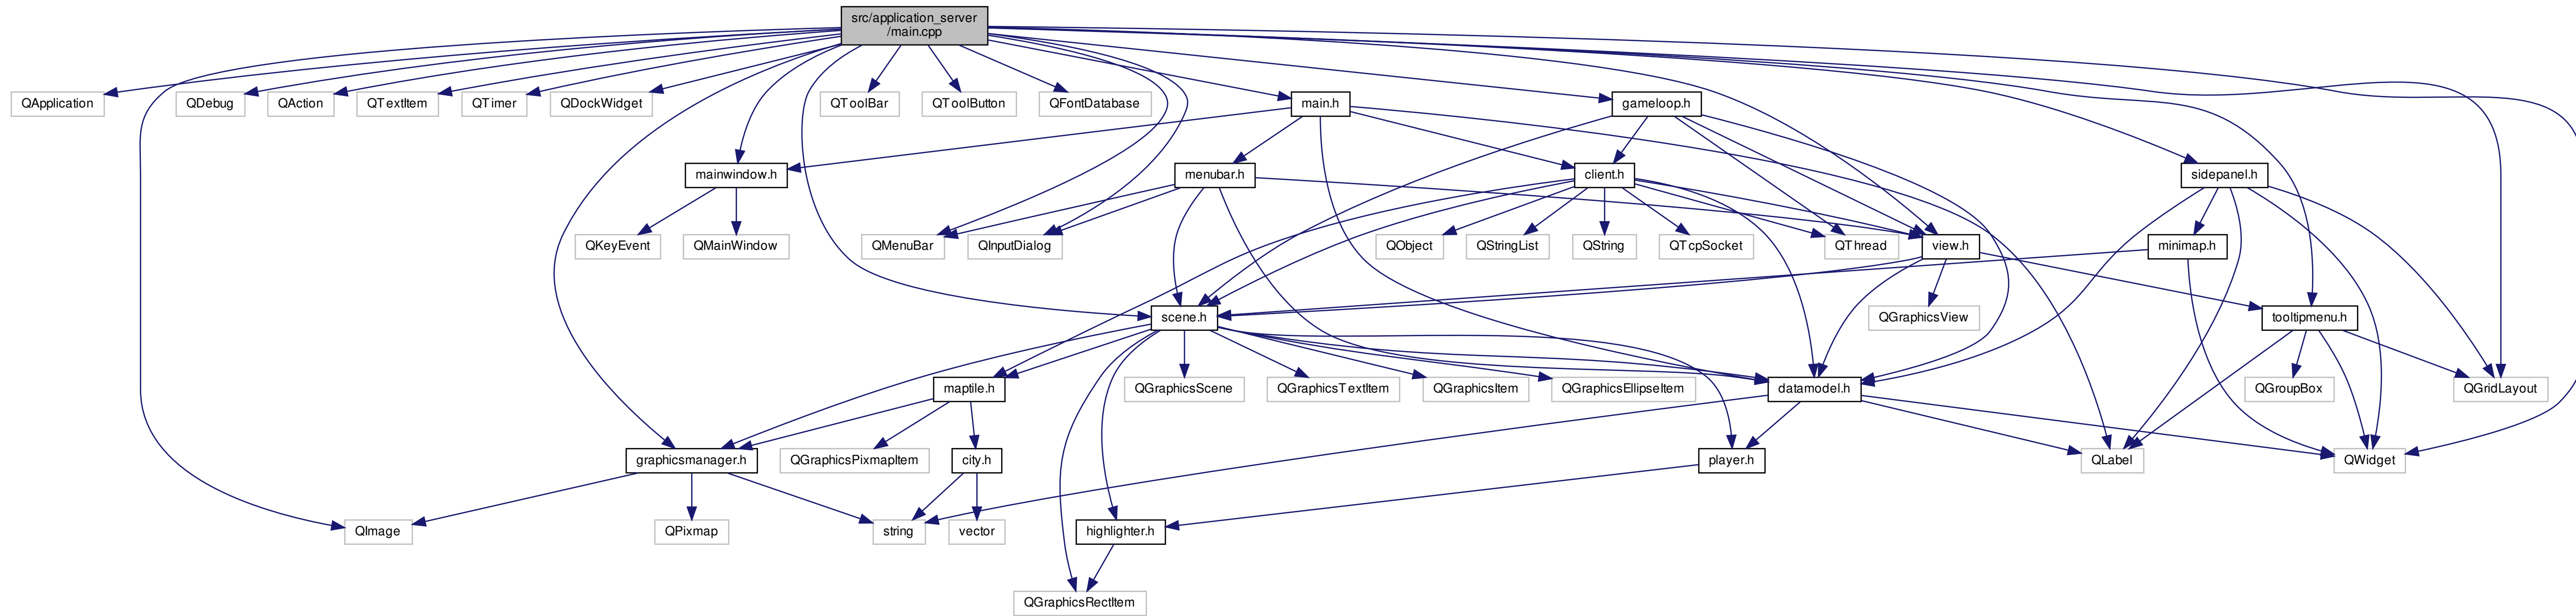 src/application_server
/main.cpp
QApplication
QDebug
QAction
QTextItem
QTimer
QDockWidget
QToolBar
QToolButton
QFontDatabase
main.h
gameloop.h
mainwindow.h
menubar.h
client.h
sidepanel.h
QKeyEvent
QMainWindow
QMenuBar
QInputDialog
QObject
QStringList
QString
QTcpSocket
QThread
view.h
minimap.h
scene.h
QGraphicsView
tooltipmenu.h
maptile.h
QGraphicsScene
QGraphicsTextItem
QGraphicsItem
QGraphicsEllipseItem
datamodel.h
QGroupBox
QGridLayout
graphicsmanager.h
QGraphicsPixmapItem
city.h
player.h
QLabel
QWidget
QImage
QPixmap
string
vector
highlighter.h
QGraphicsRectItem